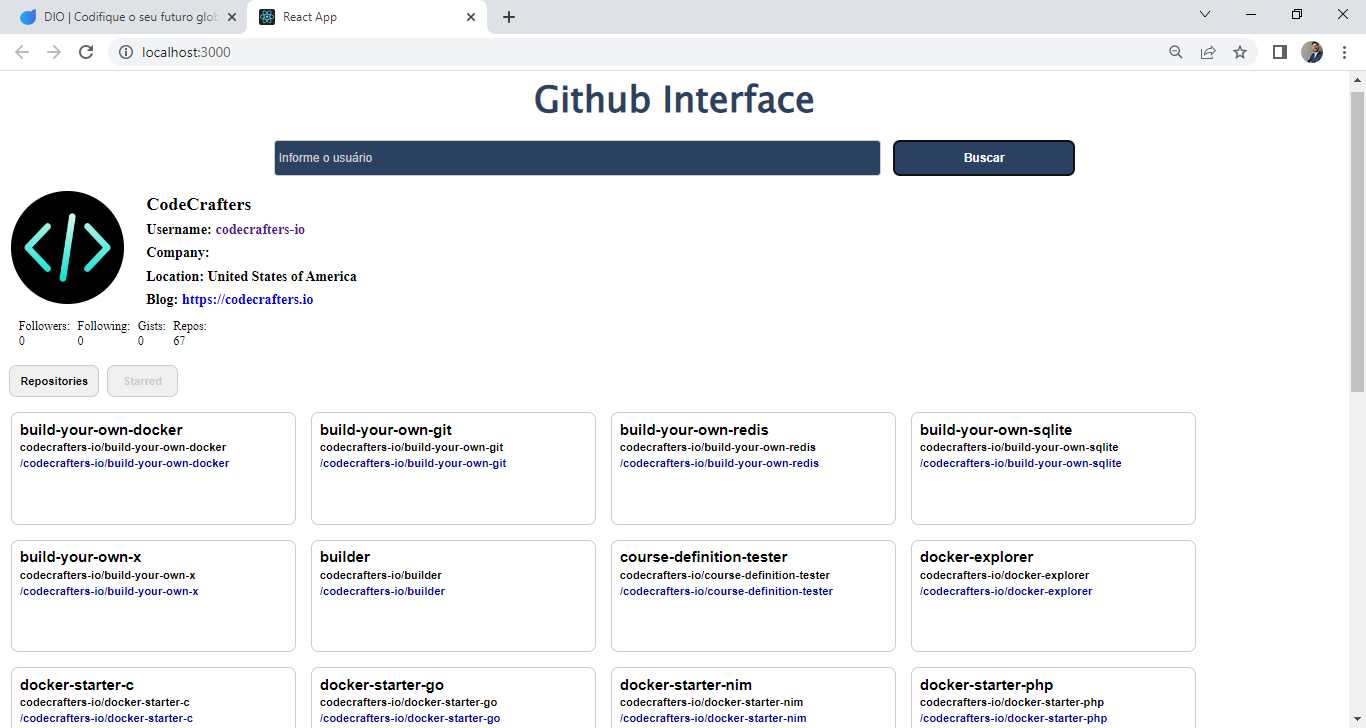 DIO | Codifique o seu futuro glob
React App
localhost:3000
Github Interface
Informe o usuário
Buscar
CodeCrafters
Username: codecrafters-io
Company:
Location: United States of America
Blog: https://codecrafters.io
Followers: Following: Gists: Repos:
0 0 0 67
Repositories Starred
build-your-own-docker
codecrafters-io/build-your-own-docker
/codecrafters-io/build-your-own-docker
build-your-own-git
codecrafters-io/build-your-own-git
/codecrafters-io/build-your-own-git
build-your-own-redis
codecrafters-io/build-your-own-redis
/codecrafters-io/build-your-own-redis
build-your-own-sqlite
codecrafters-io/build-your-own-sqlite
/codecrafters-io/build-your-own-sqlite
build-your-own-x
codecrafters-io/build-your-own-x
/codecrafters-io/build-your-own-x
builder
codecrafters-io/builder
/codecrafters-io/builder
course-definition-tester
codecrafters-io/course-definition-tester
/codecrafters-io/course-definition-tester
docker-explorer
codecrafters-io/docker-explorer
/codecrafters-io/docker-explorer
docker-starter-c
codecrafters-io/docker-starter-c
/codecrafters-io/docker-starter-c
docker-starter-go
codecrafters-io/docker-starter-go
/codecrafters-io/docker-starter-go
docker-starter-nim
codecrafters-io/docker-starter-nim
/codecrafters-io/docker-starter-nim
docker-starter-php
codecrafters-io/docker-starter-php
/codecrafters-io/docker-starter-php